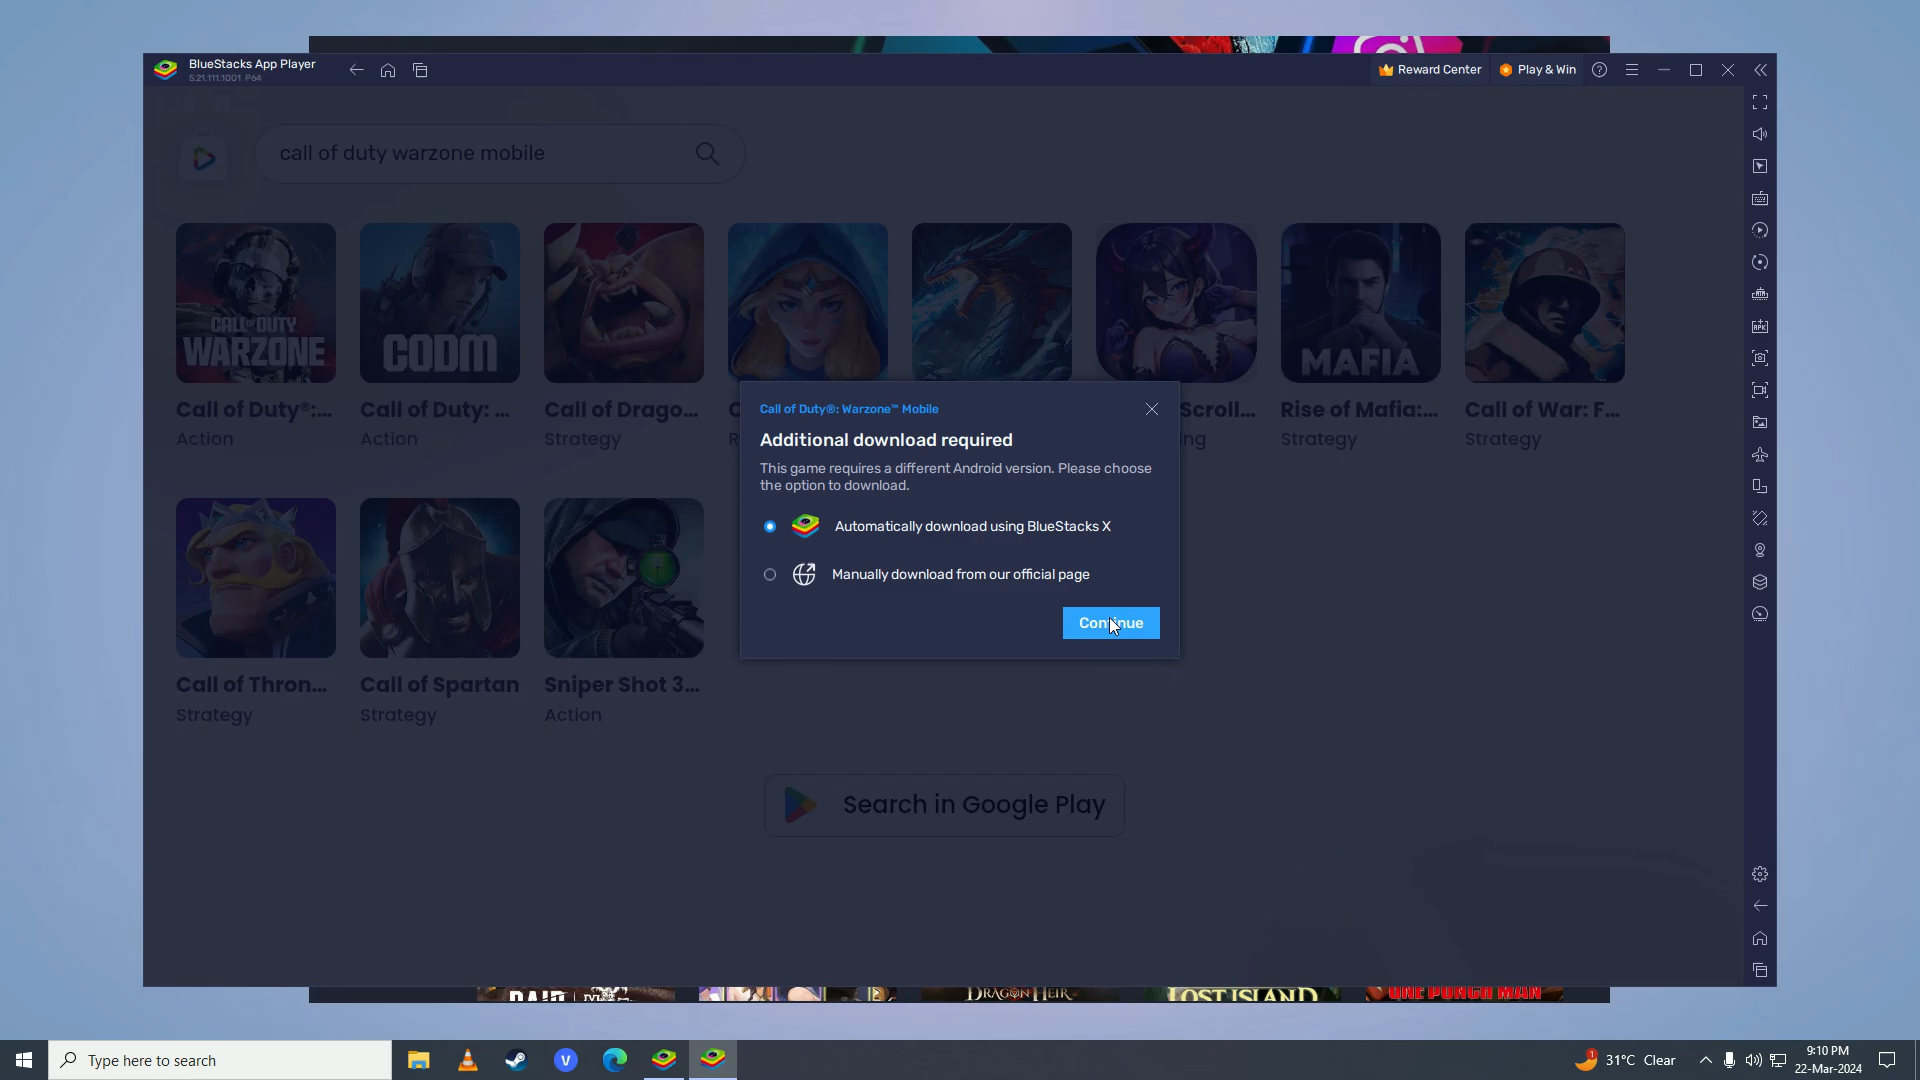 BlueStacks App Player
5.21.111.1001 P64
Reward Center
Play & Win
call of duty warzone mobile
CALL OF DUTY
WARZONE
CODM
MAFIA
Call of Duty®:...
Call of Duty: ...
Call of Drago...
Scroll...
Rise of Mafia:...
Call of War: F...
Action
Action
Strategy
ing
Strategy
Strategy
Call of Duty®: Warzone™ Mobile
Additional download required
This game requires a different Android version. Please choose
the option to download.
Automatically download using BlueStacks X
Manually download from our official page
Continue
Call of Thron...
Call of Spartan
Sniper Shot 3...
Strategy
Strategy
Action
Search in Google Play
RAID
DRAGONHEIR
LOST ISLAND
ONE PUNCH MAN
Type here to search
1
31°C Clear
9:10 PM
22-Mar-2024